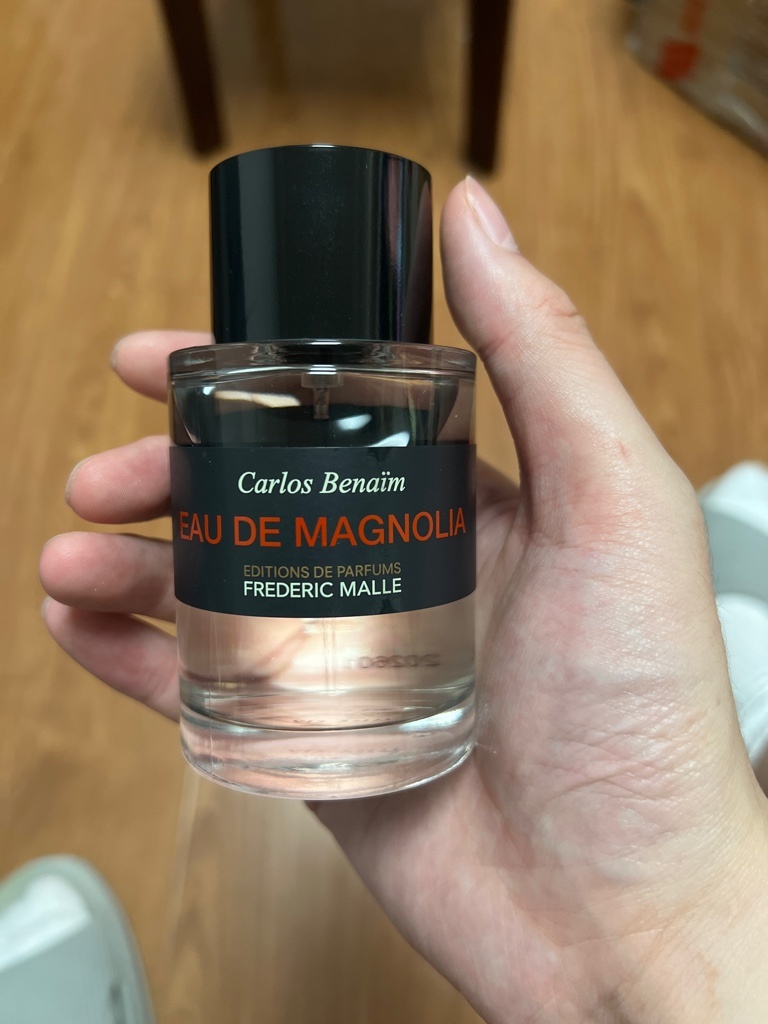 Carlos Benaïm
EAU DE MAGNOLIA
EDITIONS DE PARFUMS
FREDERIC MALLE